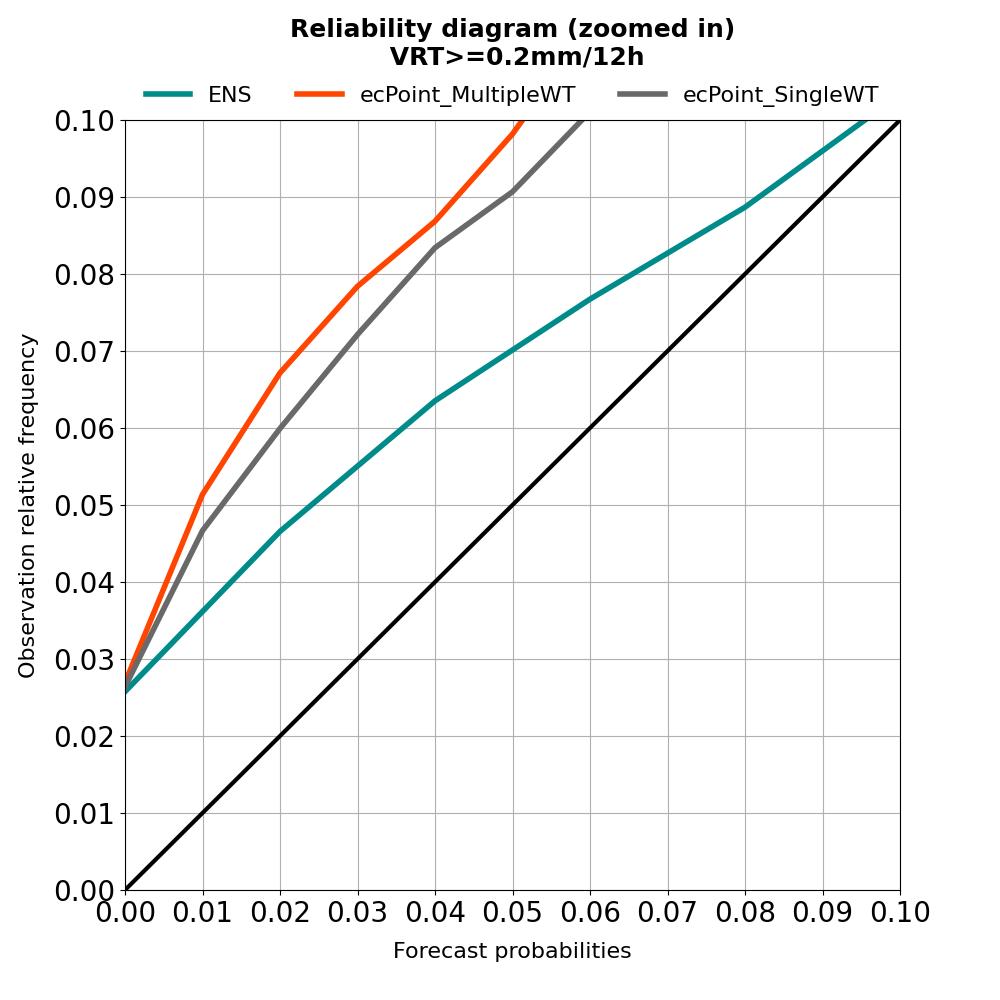 Reliability diagram (zoomed in)
VRT>=0.2mm/12h
ENS ecPoint_MultipleWT ecPoint_SingleWT
0.10
0.09
0.08
0.07
0.06
0.05
0.04
0.03
0.02
0.01
0.00
Observation relative frequency
0.00 0.01 0.02 0.03 0.04 0.05 0.06 0.07 0.08 0.09 0.10
Forecast probabilities